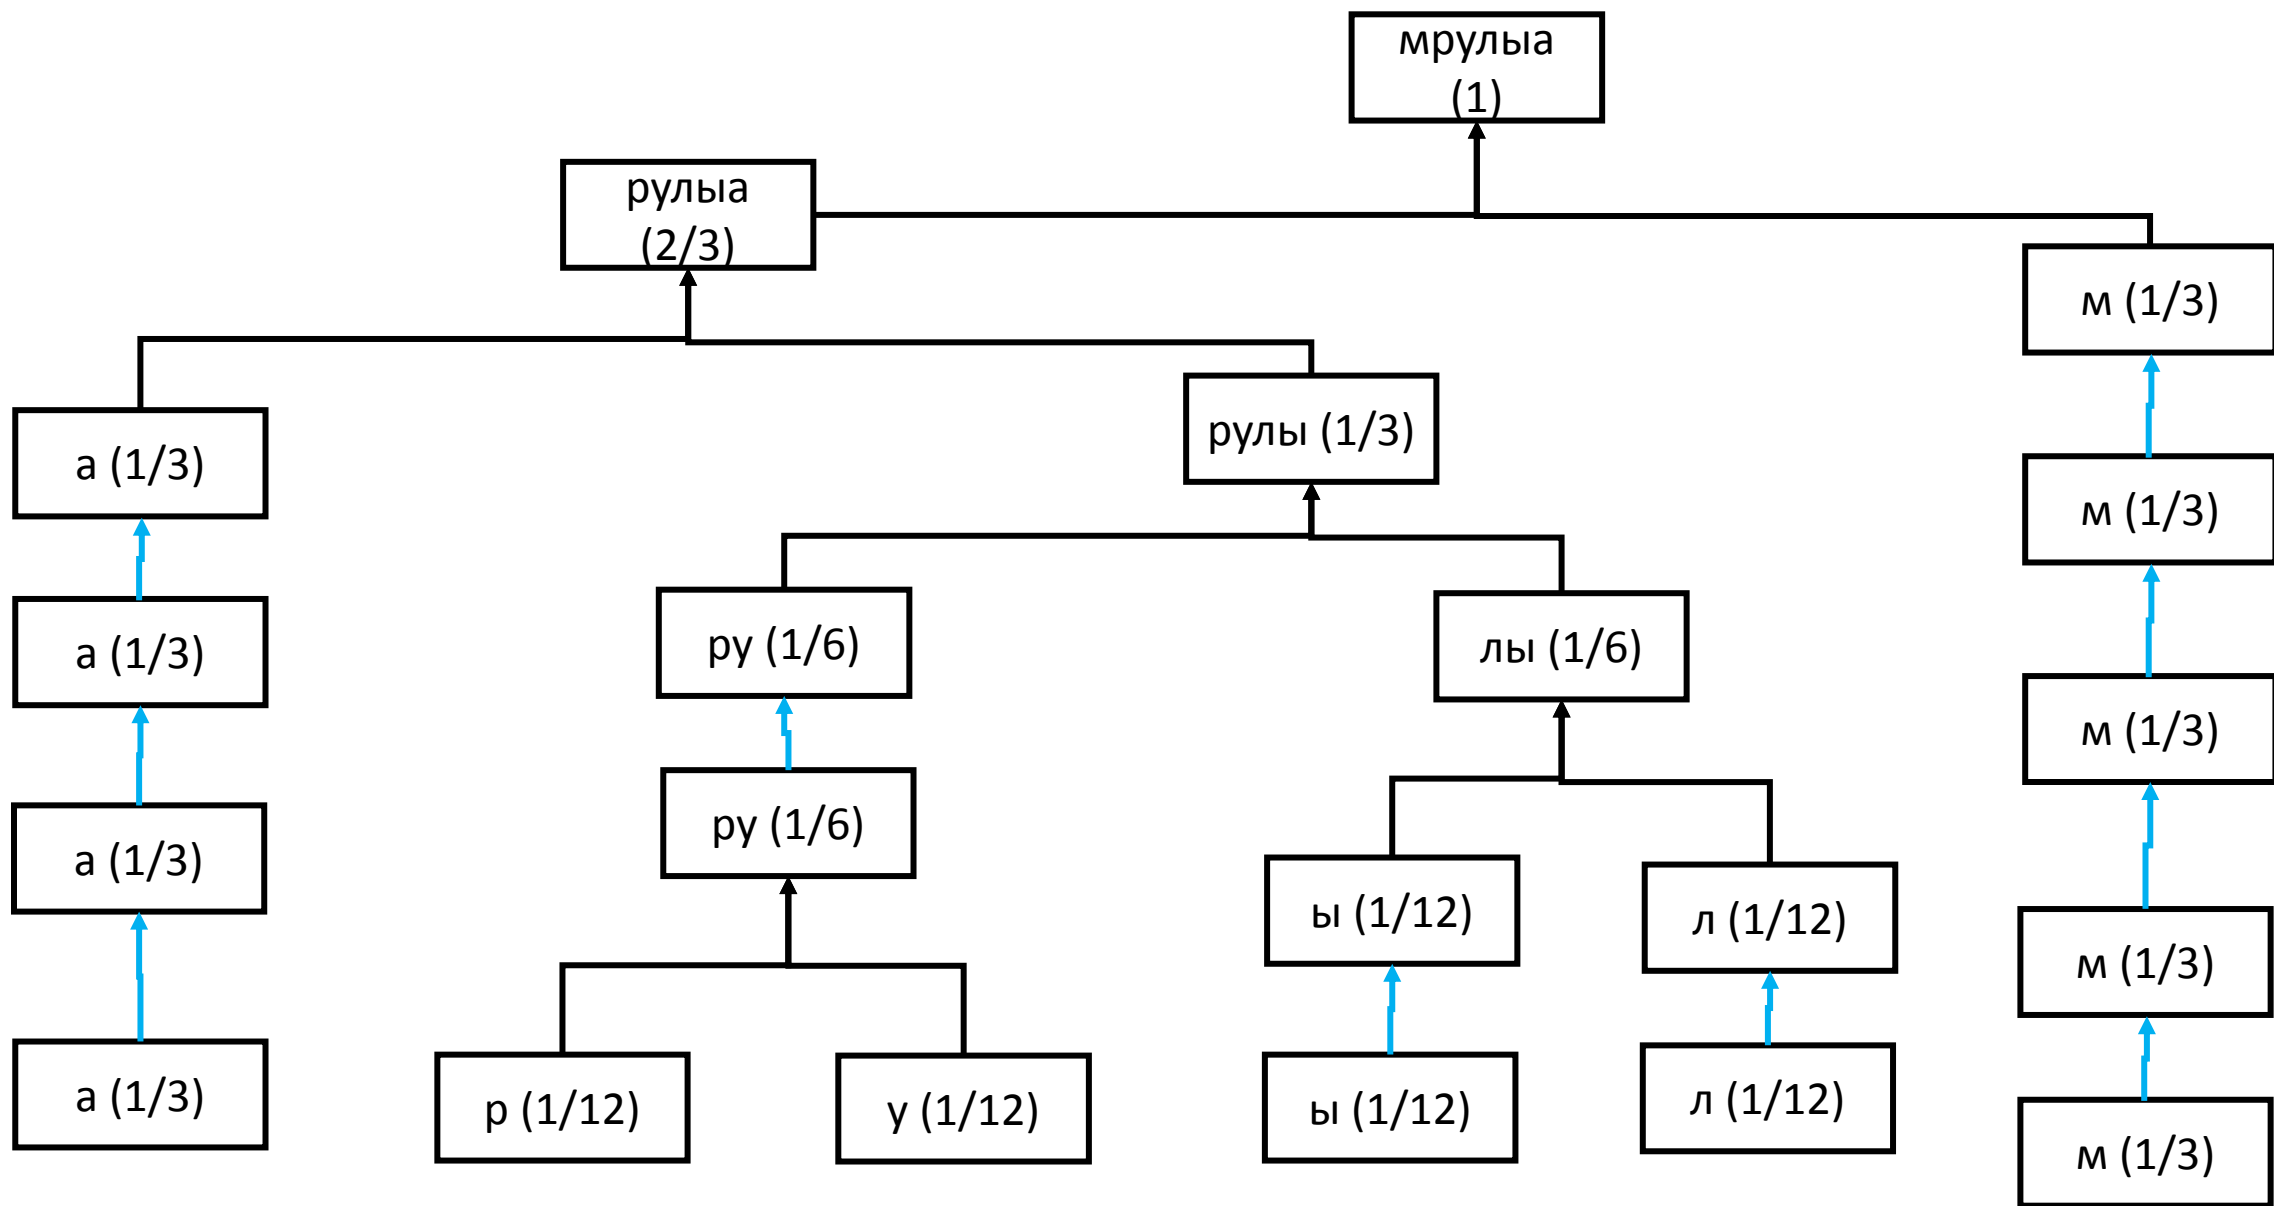 мрулыа
(1)
рулыа
(2/3)
м (1/3)
рулы (1/3)
а (1/3)
м (1/3)
ру (1/6)
лы (1/6)
а (1/3)
м (1/3)
ру (1/6)
а (1/3)
ы (1/12)
л (1/12)
м (1/3)
а (1/3)
р (1/12)
у (1/12)
ы (1/12)
л (1/12)
м (1/3)